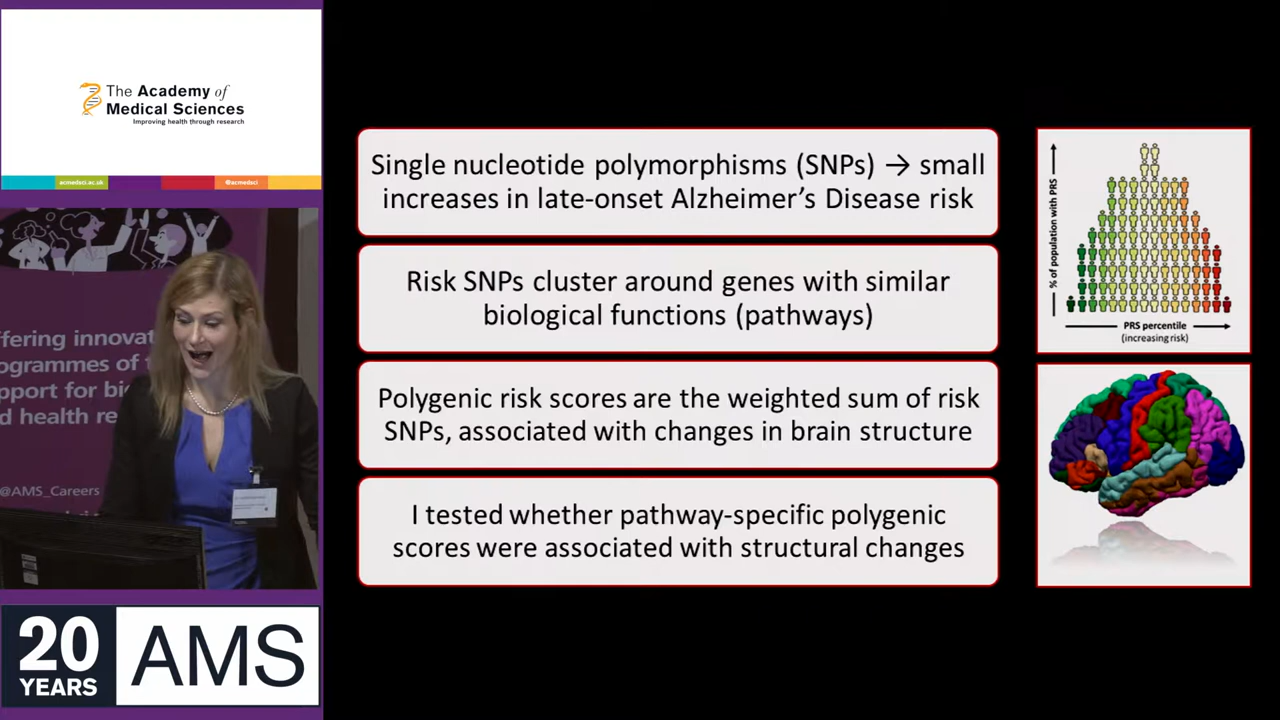 The Academy of
Medical Sciences
Improving health through research
acmedsci.ac.uk
@acmedsci
ffering innovat
ogrammes of t
pport for bi
d health re
@AMS_Careers
20
YEARS
AMS
Single nucleotide polymorphisms (SNPs) → small
increases in late-onset Alzheimer’s Disease risk
Risk SNPs cluster around genes with similar
biological functions (pathways)
Polygenic risk scores are the weighted sum of risk
SNPs, associated with changes in brain structure
I tested whether pathway-specific polygenic
scores were associated with structural changes
% of population with PRS
PRS percentile
(increasing risk)